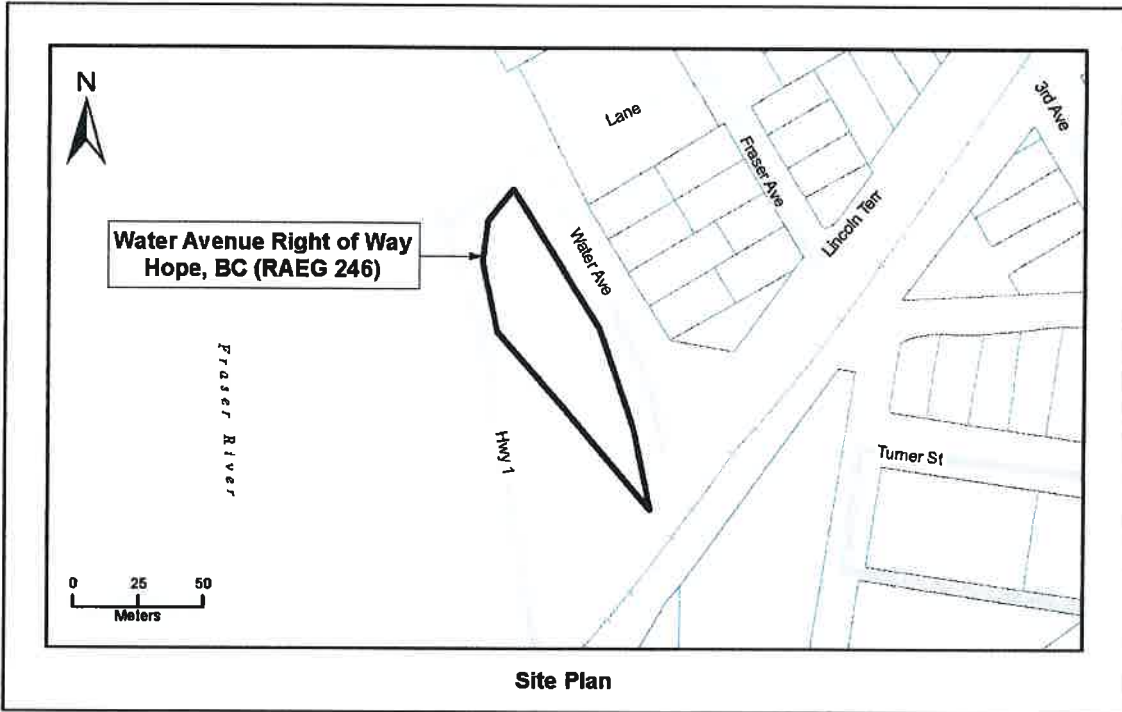 N
Lane
3rd Ave
Fraser Ave
Lincoln Terr
Water Avenue Right of Way
Hope, BC (RAEG 246)
Water Ave
Fraser River
Hwy 1
Turner St
0 25 50
Meters
Site Plan